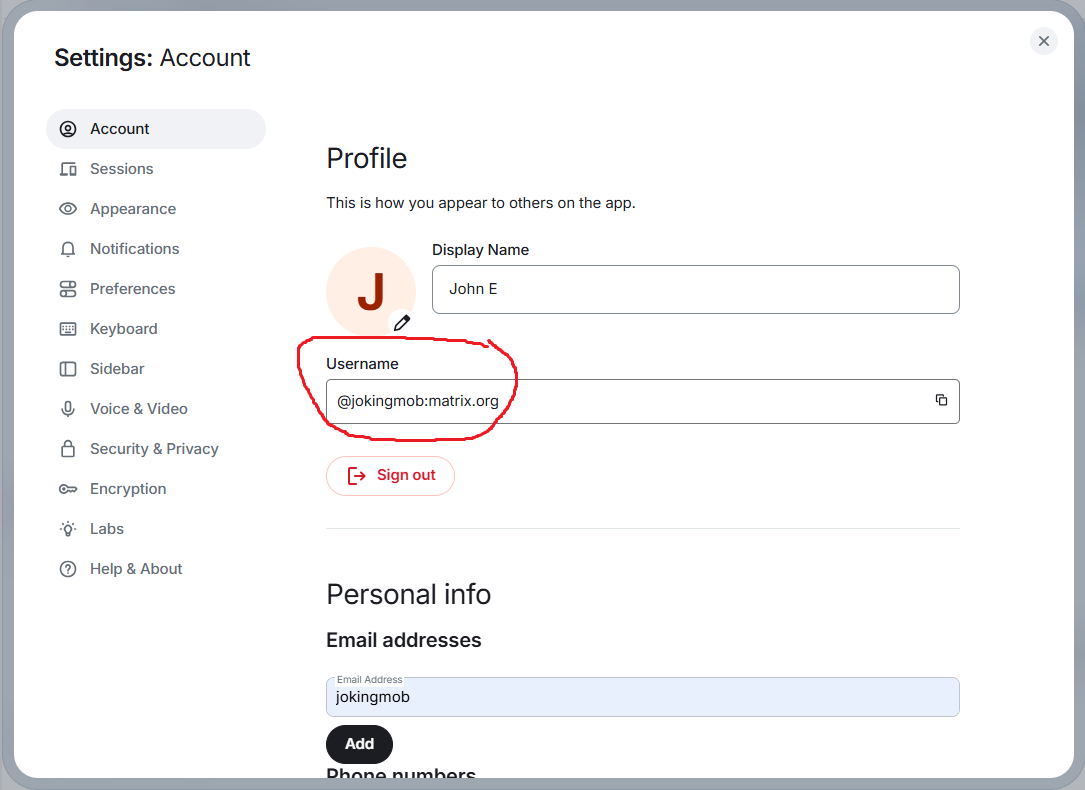 Settings: Account
Account
Sessions
Appearance
Notifications
Preferences
Keyboard
Sidebar
Voice & Video
Security & Privacy
Encryption
Labs
Help & About
Profile
This is how you appear to others on the app.
J
Display Name
John E
Username
@jokingmob:matrix.org
Sign out
Personal info
Email addresses
Email Address
jokingmob
Add
Phone numbers